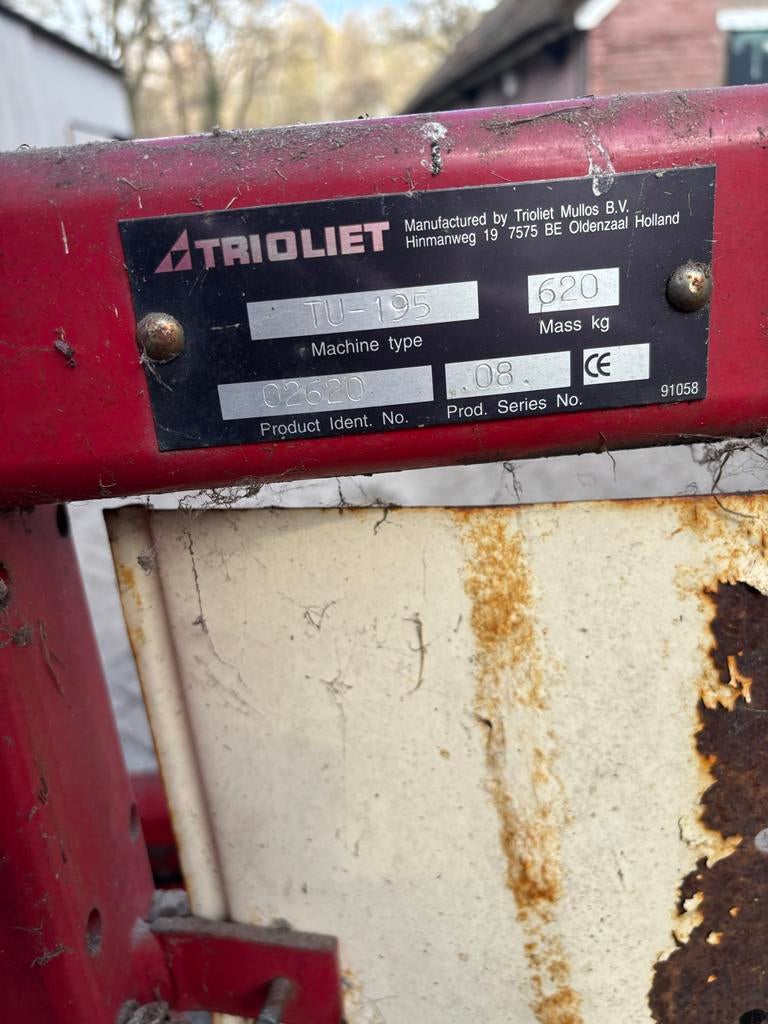 TRIOLIET
Manufactured by Trioliet Mullos B.V.
Hinmanweg 19 7575 BE Oldenzaal Holland
TU-195
620
Machine type
Mass kg
02620
08
CE
Product Ident. No.
Prod. Series No.
91058